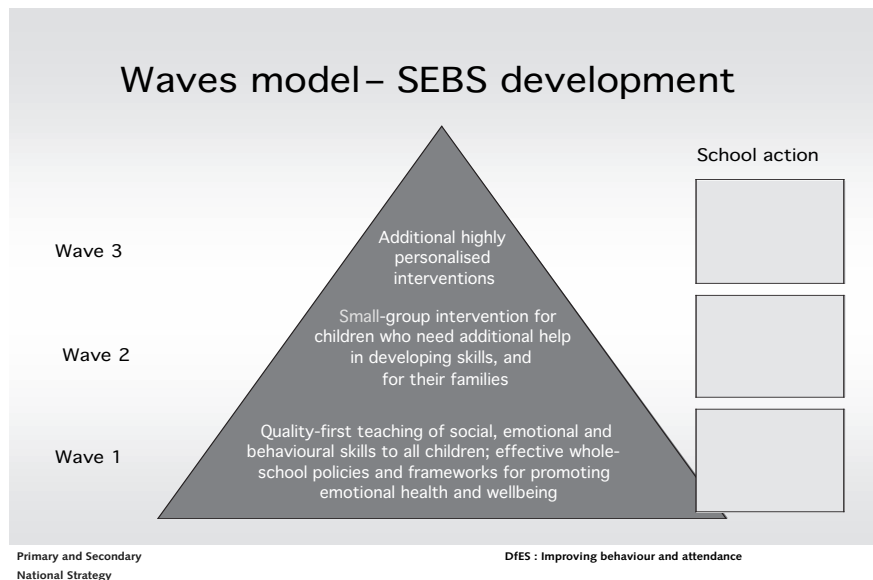 Waves model – SEBS development
School action
Wave 3
Additional highly
personalised
interventions
Wave 2
Small-group intervention for
children who need additional help
in developing skills, and
for their families
Wave 1
Quality-first teaching of social, emotional and
behavioural skills to all children; effective whole-
school policies and frameworks for promoting
emotional health and wellbeing
Primary and Secondary
National Strategy
DfES : Improving behaviour and attendance